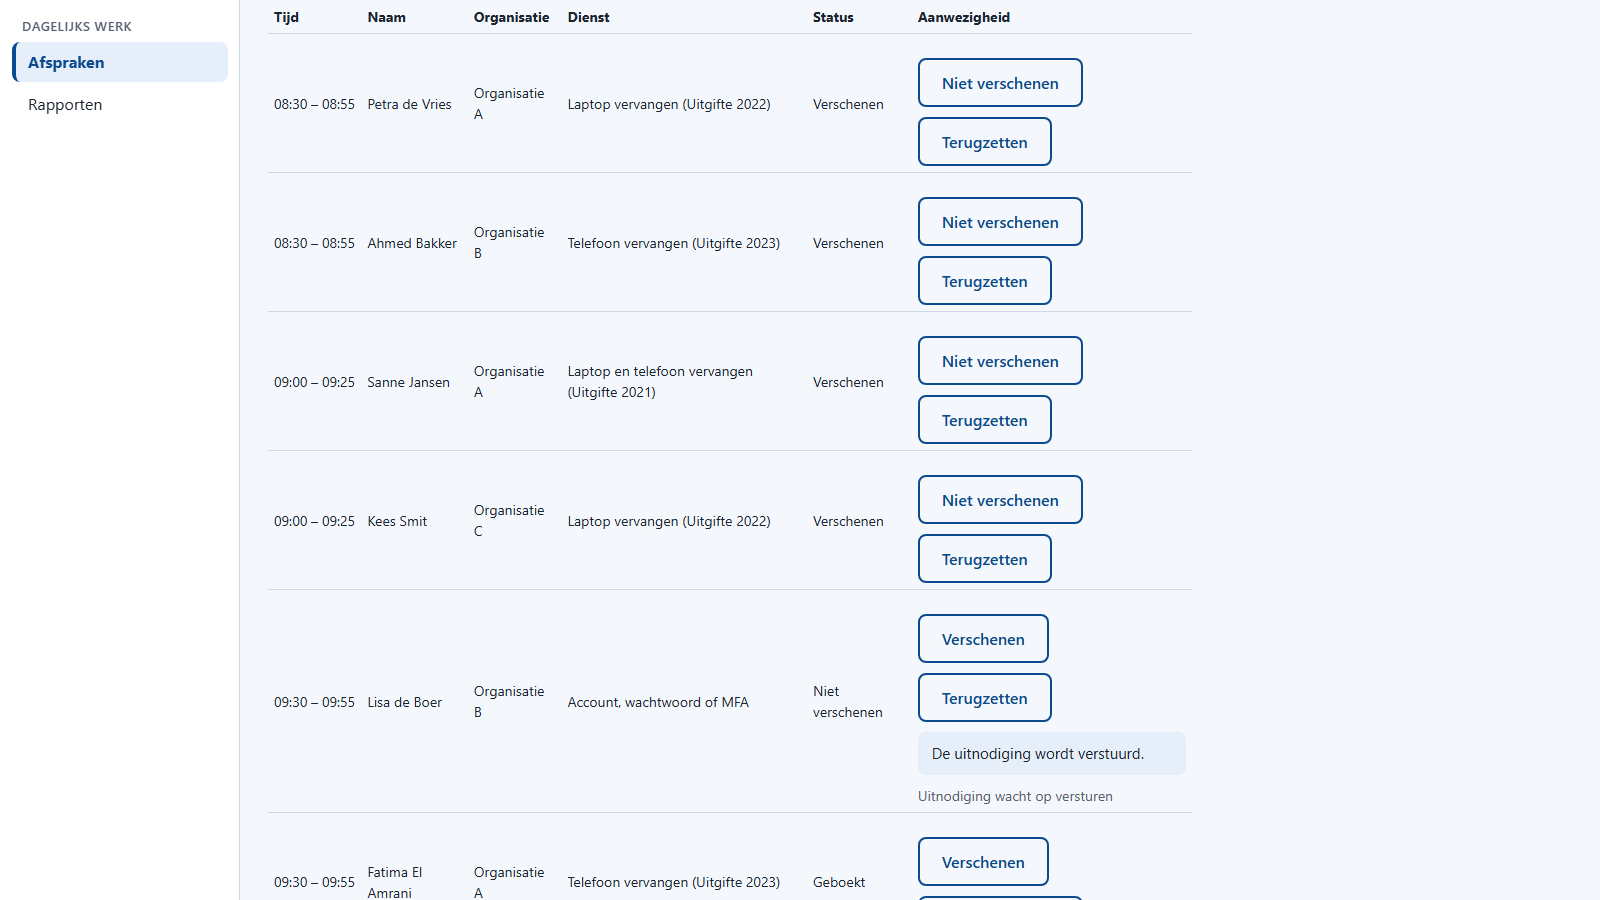 DAGELIJKS WERK
Afspraken
Rapporten
Tijd Naam Organisatie Dienst Status Aanwezigheid
08:30 – 08:55 Petra de Vries Organisatie A Laptop vervangen (Uitgifte 2022) Verschenen
Niet verschenen
Terugzetten
08:30 – 08:55 Ahmed Bakker Organisatie B Telefoon vervangen (Uitgifte 2023) Verschenen
Niet verschenen
Terugzetten
09:00 – 09:25 Sanne Jansen Organisatie A Laptop en telefoon vervangen (Uitgifte 2021) Verschenen
Niet verschenen
Terugzetten
09:00 – 09:25 Kees Smit Organisatie C Laptop vervangen (Uitgifte 2022) Verschenen
Niet verschenen
Terugzetten
09:30 – 09:55 Lisa de Boer Organisatie B Account, wachtwoord of MFA Niet verschenen
Verschenen
Terugzetten
De uitnodiging wordt verstuurd.
Uitnodiging wacht op versturen
09:30 – 09:55 Fatima El Amrani Organisatie A Telefoon vervangen (Uitgifte 2023) Geboekt
Verschenen